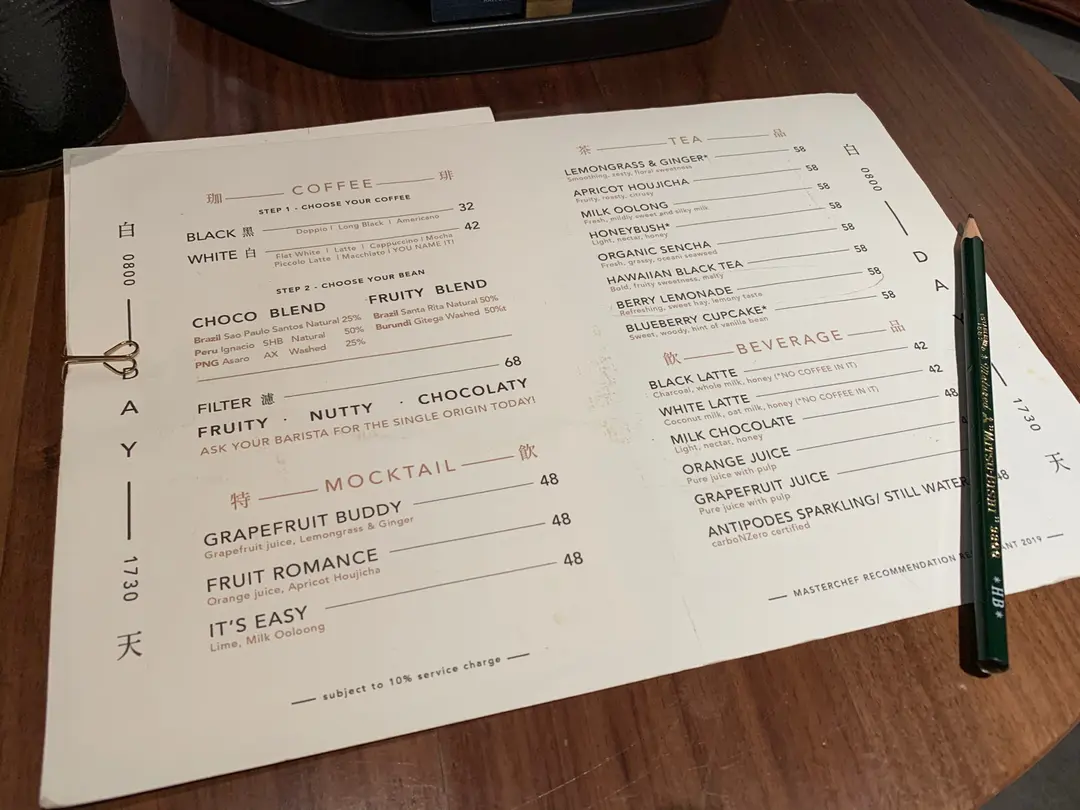 白
0800
DAY
1730
天
珈 COFFEE 琲
STEP 1 - CHOOSE YOUR COFFEE
BLACK 黑 32
Doppio | Long Black | Americano
WHITE 白 42
Flat White | Latte | Cappuccino / Mocha
Piccolo Latte | Macchiato | YOU NAME IT!
STEP 2 - CHOOSE YOUR BEAN
CHOCO BLEND
Brazil Sao Paulo Santos Natural 25%
Peru Ignacio SHB Natural 50%
PNG Asaro AX Washed 25%
FRUITY BLEND
Brazil Santa Rita Natural 50%
Burundi Gitega Washed 50%
FILTER 濾 68
FRUITY · NUTTY · CHOCOLATY
ASK YOUR BARISTA FOR THE SINGLE ORIGIN TODAY!
特 MOCKTAIL 飲
GRAPEFRUIT BUDDY 48
Grapefruit juice, Lemongrass & Ginger
FRUIT ROMANCE 48
Orange juice, Apricot Houjicha
IT'S EASY 48
Lime, Milk Ooloong
subject to 10% service charge
茶 TEA 品
LEMONGRASS & GINGER* 58
Smoothing, zesty, floral sweetness
APRICOT HOUJICHA 58
Fruity, roasty, citrusy
MILK OOLONG 58
Fresh, mildly sweet and silky milk
HONEYBUSH* 58
Light, nectar, honey
ORGANIC SENCHA 58
Fresh, grassy, oceani seaweed
HAWAIIAN BLACK TEA 58
Bold, fruity sweetness, malty
BERRY LEMONADE 58
Refreshing, sweet hay, lemony taste
BLUEBERRY CUPCAKE* 58
Sweet, woody, hint of vanilla bean
飲 BEVERAGE 品
BLACK LATTE 42
Charcoal, whole milk, honey (*NO COFFEE IN IT)
WHITE LATTE 42
Coconut milk, oat milk, honey (*NO COFFEE IN IT)
MILK CHOCOLATE 48
Light, nectar, honey
ORANGE JUICE 4
Pure juice with pulp
GRAPEFRUIT JUICE
Pure juice with pulp
ANTIPODES SPARKLING/ STILL WATER 48
carboNZero certified
MASTERCHEF RECOMMENDATION RE ANT 2019
白
0800
DA
1730
天
MITSU-BISHI
9800
*HB*